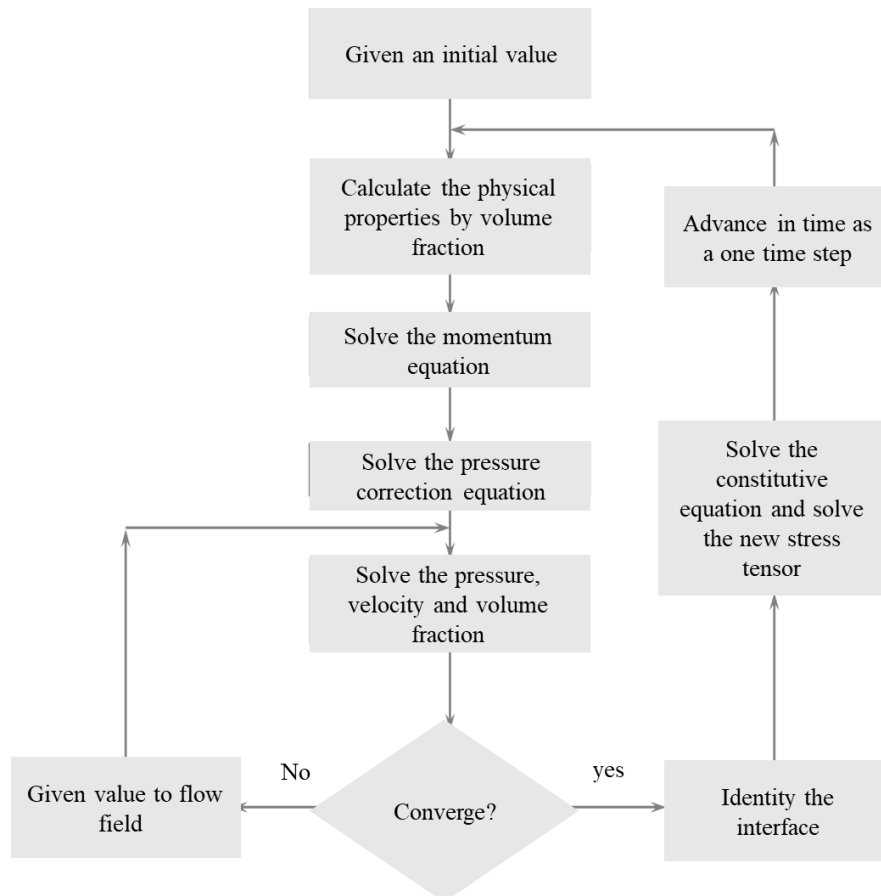 Given an initial value
Calculate the physical
properties by volume
fraction
Advance in time as
a one time step
Solve the momentum
equation
Solve the pressure
correction equation
Solve the
constitutive
equation and solve
the new stress
tensor
Solve the pressure,
velocity and volume
fraction
No
yes
Given value to flow
field
Converge?
Identity the
interface